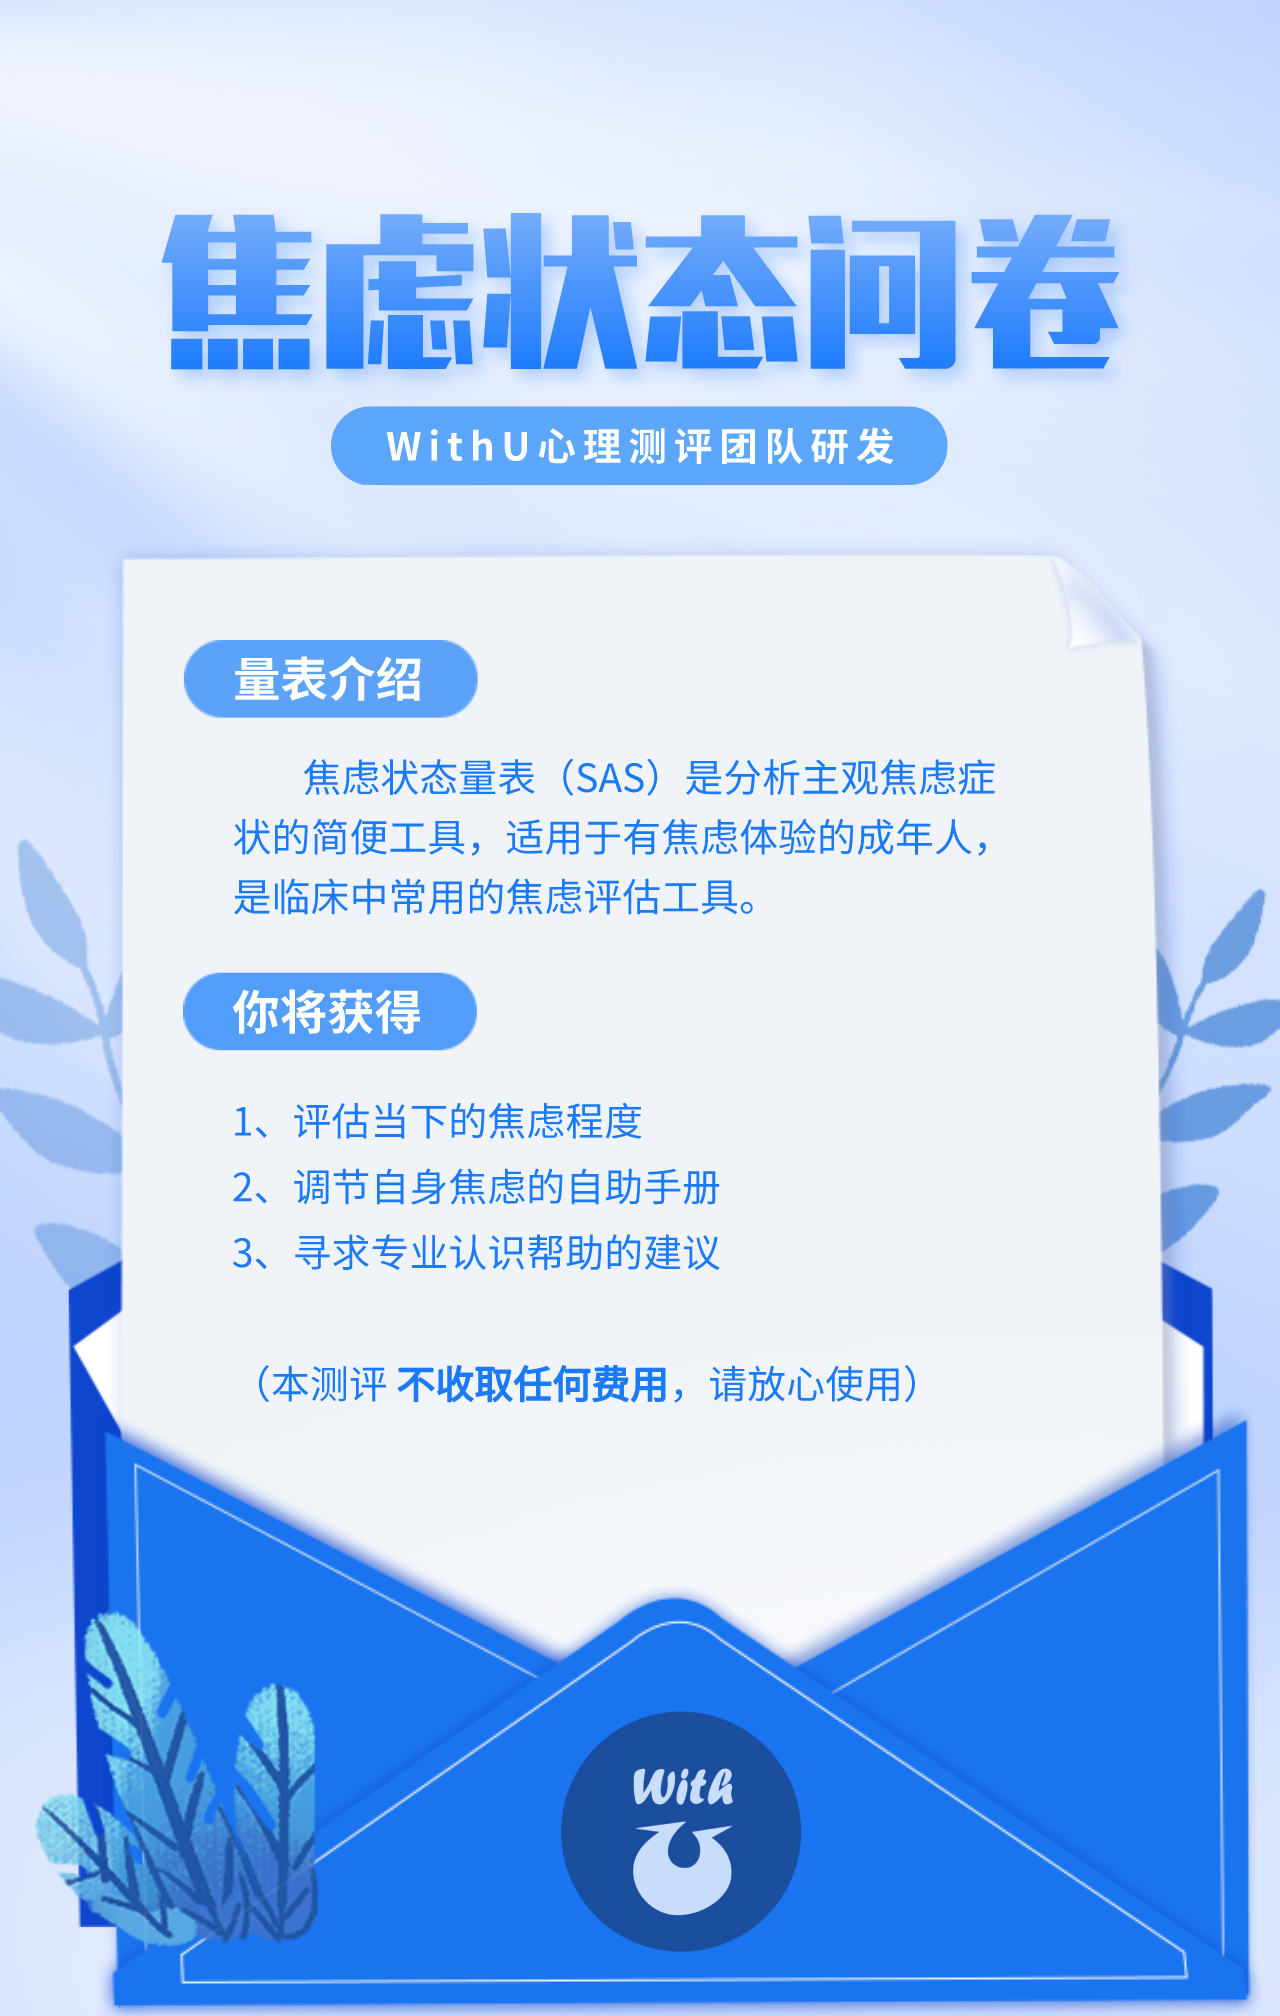 焦虑状态问卷
WithU心理测评团队研发
量表介绍
焦虑状态量表（SAS）是分析主观焦虑症
状的简便工具，适用于有焦虑体验的成年人，
是临床中常用的焦虑评估工具。
你将获得
1、评估当下的焦虑程度
2、调节自身焦虑的自助手册
3、寻求专业认识帮助的建议
（本测评 不收取任何费用，请放心使用）
With
U